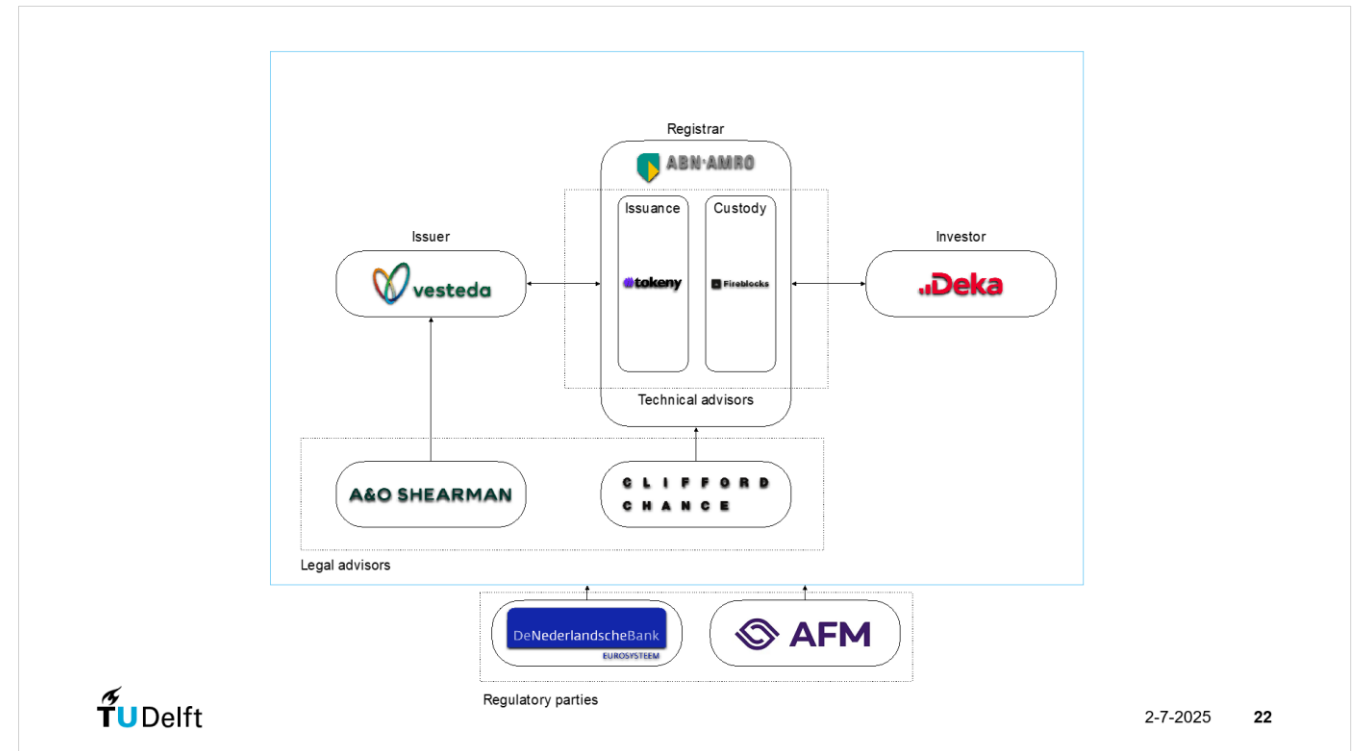 Registrar
ABN·AMRO
Issuance
Custody
Issuer
Investor
vesteda
tokeny
Fireblocks
Deka
Technical advisors
A&O SHEARMAN
CLIFFORD
CHANCE
Legal advisors
DeNederlandscheBank
EUROSYSTEEM
AFM
Regulatory parties
TUDelft
2-7-2025 22